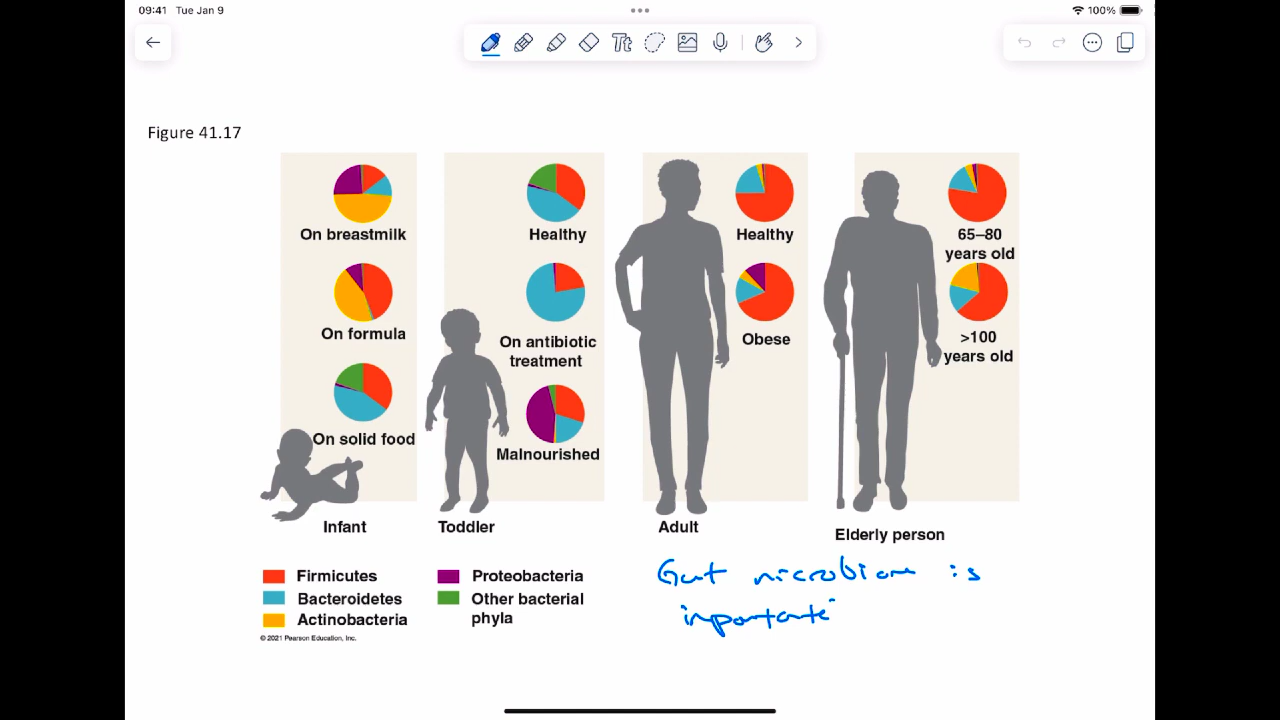 09:41 Tue Jan 9
100%
Tt
Figure 41.17
On breastmilk
On formula
On solid food
Infant
Healthy
On antibiotic
treatment
Malnourished
Toddler
Healthy
Obese
Adult
65–80
years old
>100
years old
Elderly person
Firmicutes
Bacteroidetes
Actinobacteria
Proteobacteria
Other bacterial
phyla
© 2021 Pearson Education, Inc.
Gut microbiome is
importante